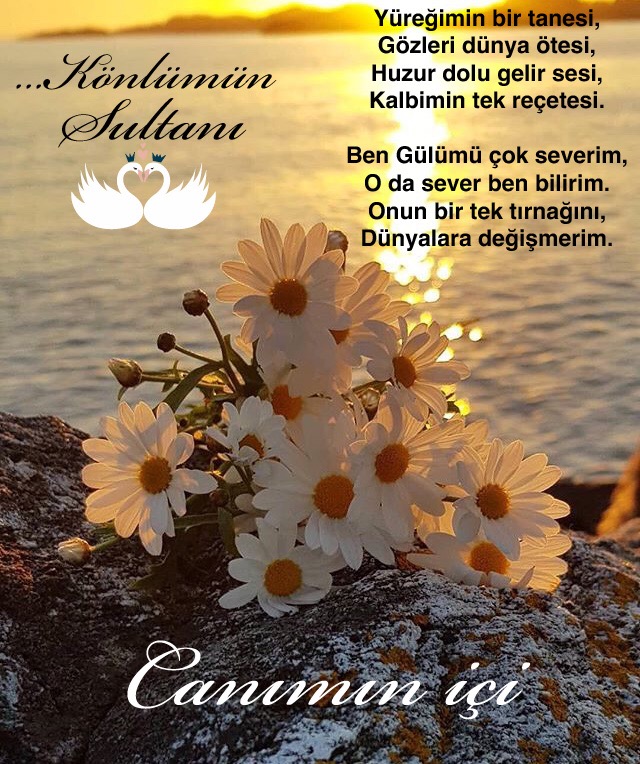 ...Könlümün
Sultanı
Yüreğimin bir tanesi,
Gözleri dünya ötesi,
Huzur dolu gelir sesi,
Kalbimin tek reçetesi.
Ben Gülümü çok severim,
O da sever ben bilirim.
Onun bir tek tırnağını,
Dünyalara değişmerim.
Canımın içi